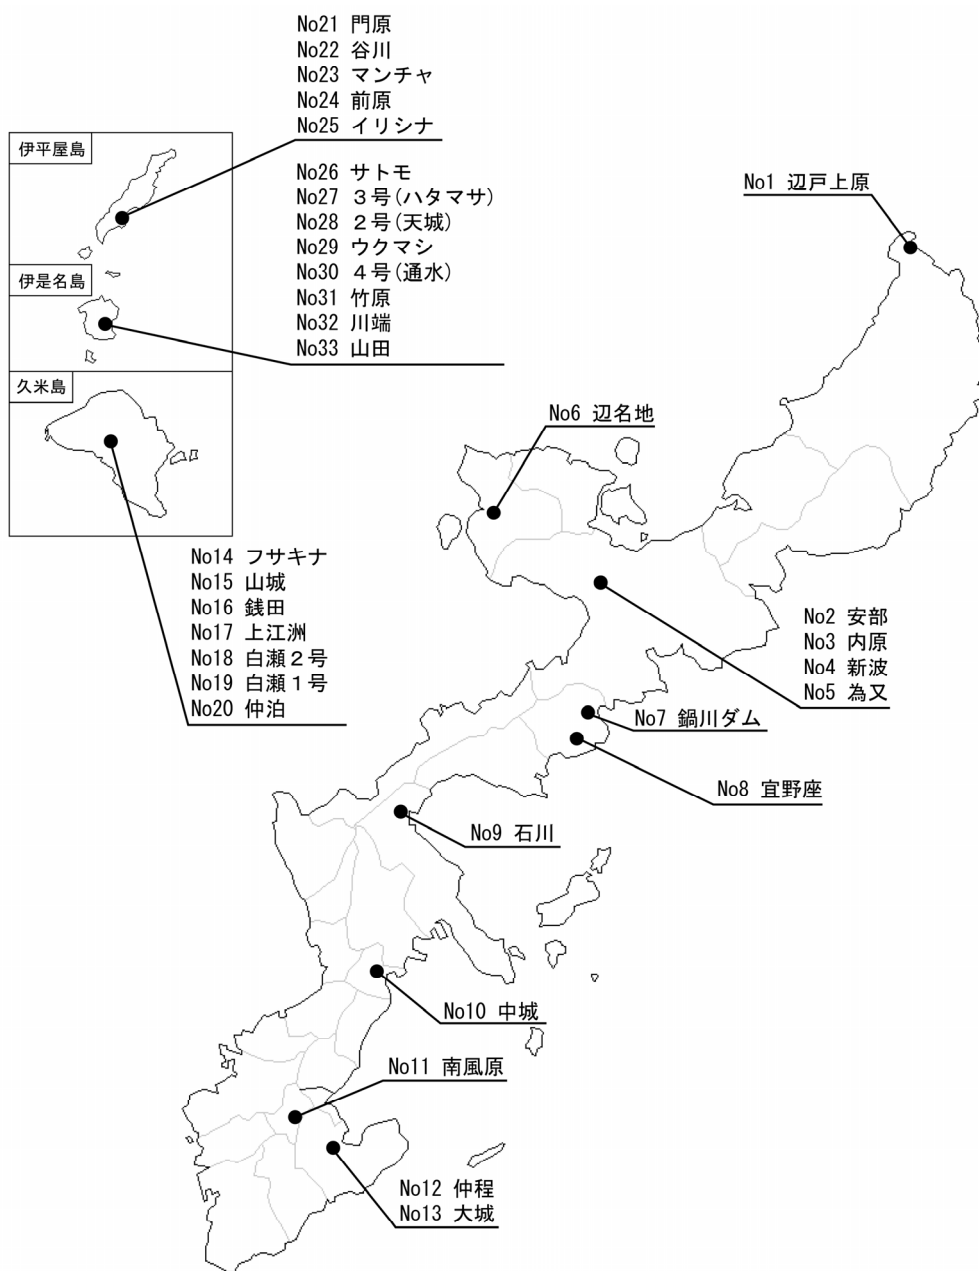 No21 門原
No22 谷川
No23 マンチャ
No24 前原
No25 イリシナ
伊平屋島
No26 サトモ
No27 3号(ハタマサ)
No28 2号(天城)
No29 ウクマシ
No30 4号(通水)
No31 竹原
No32 川端
No33 山田
No1 辺戸上原
伊是名島
久米島
No6 辺名地
No14 フサキナ
No15 山城
No16 銭田
No17 上江洲
No18 白瀬2号
No19 白瀬1号
No20 仲泊
No2 安部
No3 内原
No4 新波
No5 為又
No7 鍋川ダム
No8 宜野座
No9 石川
No10 中城
No11 南風原
No12 仲程
No13 大城